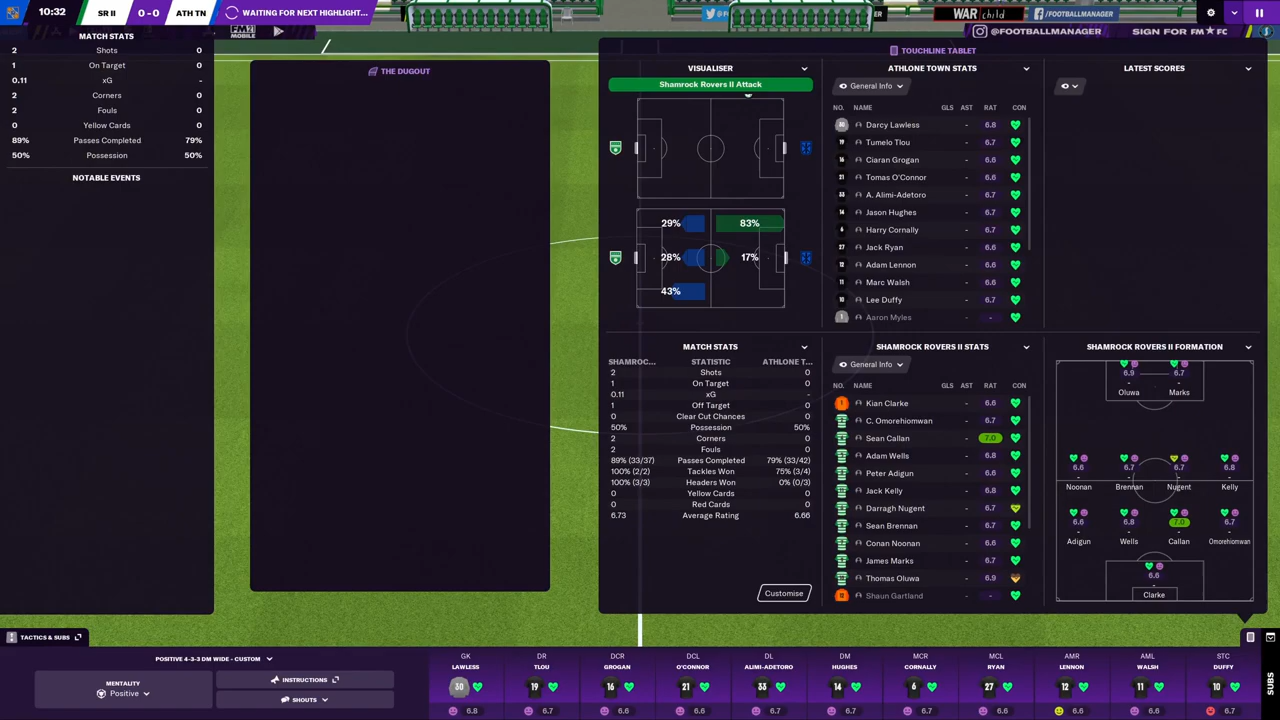 10:32 SR II 0 - 0 ATH TN WAITING FOR NEXT HIGHLIGHT...
WAR child /FOOTBALLMANAGER
MOBILE @FOOTBALLMANAGER SIGN FOR FM FC
MATCH STATS
2 Shots 0
1 On Target 0
0.11 xG -
2 Corners 0
2 Fouls 0
0 Yellow Cards 0
89% Passes Completed 79%
50% Possession 50%
NOTABLE EVENTS
THE DUGOUT
TOUCHLINE TABLET
VISUALISER
Shamrock Rovers II Attack
29% 83%
28% 17%
43%
ATHLONE TOWN STATS
General Info
NO. NAME GLS AST RAT CON
30 Darcy Lawless - 6.8
19 Tumelo Tlou - 6.7
16 Ciaran Grogan - 6.6
21 Tomas O'Connor - 6.6
33 A. Alimi-Adetoro - 6.7
14 Jason Hughes - 6.7
6 Harry Cornally - 6.7
27 Jack Ryan - 6.6
12 Adam Lennon - 6.6
11 Marc Walsh - 6.6
10 Lee Duffy - 6.7
1 Aaron Myles - -
LATEST SCORES
MATCH STATS
SHAMROC... STATISTIC ATHLONE T...
2 Shots 0
1 On Target 0
0.11 xG -
1 Off Target 0
0 Clear Cut Chances 0
50% Possession 50%
2 Corners 0
2 Fouls 0
89% (33/37) Passes Completed 79% (33/42)
100% (2/2) Tackles Won 75% (3/4)
100% (3/3) Headers Won 0% (0/3)
0 Yellow Cards 0
0 Red Cards 0
6.73 Average Rating 6.66
Customise
SHAMROCK ROVERS II STATS
General Info
NO. NAME GLS AST RAT CON
1 Kian Clarke - 6.6
C. Omorehiomwan - 6.7
Sean Callan - 7.0
Adam Wells - 6.8
Peter Adigun - 6.6
Jack Kelly - 6.8
Darragh Nugent - 6.7
Sean Brennan - 6.7
Conan Noonan - 6.6
James Marks - 6.7
Thomas Oluwa - 6.9
Shaun Gartland - -
SHAMROCK ROVERS II FORMATION
6.9 6.7
- -
Oluwa Marks
6.6 6.7 6.7 6.8
- - - -
Noonan Brennan Nugent Kelly
6.6 6.8 7.0 6.7
- - - -
Adigun Wells Callan Omorehiomwan
6.6
-
Clarke
TACTICS & SUBS
POSITIVE 4-3-3 DM WIDE - CUSTOM
MENTALITY
Positive
INSTRUCTIONS
SHOUTS
GK DR DCR DCL DL DM MCR MCL AMR AML STC
LAWLESS TLOU GROGAN O'CONNOR ALIMI-ADETORO HUGHES CORNALLY RYAN LENNON WALSH DUFFY
30 19 16 21 33 14 6 27 12 11 10
6.8 6.7 6.6 6.6 6.7 6.7 6.7 6.6 6.6 6.6 6.7
SUBS